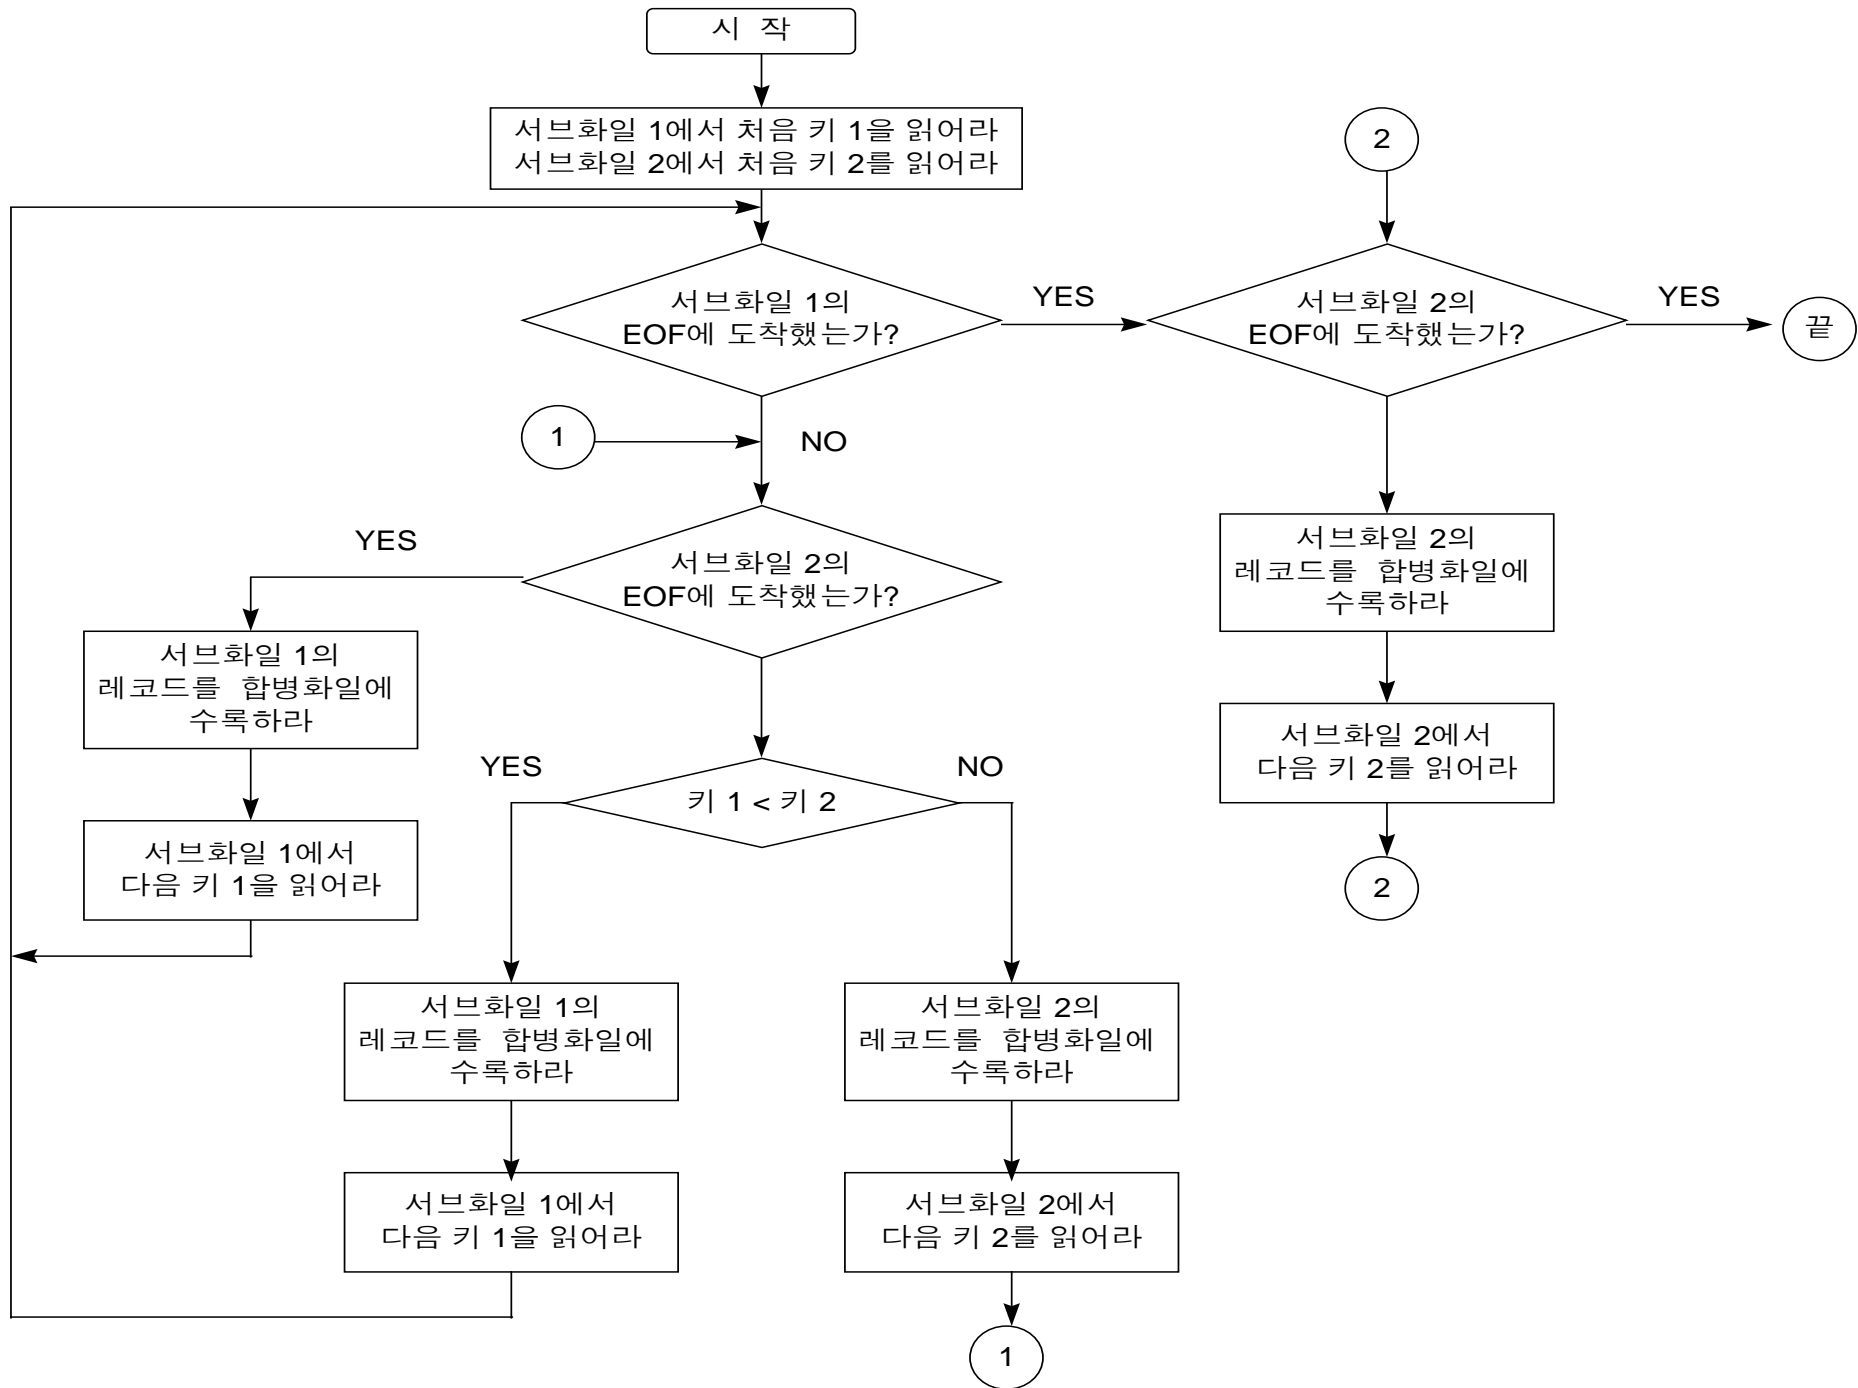 시 작
서브화일 1에서 처음 키 1을 읽어라
서브화일 2에서 처음 키 2를 읽어라
2
서브화일 1의
EOF에 도착했는가?
YES
서브화일 2의
EOF에 도착했는가?
YES
끝
1
NO
서브화일 2의
EOF에 도착했는가?
YES
서브화일 1의
레코드를 합병화일에
수록하라
서브화일 1에서
다음 키 1을 읽어라
서브화일 2의
레코드를 합병화일에
수록하라
서브화일 2에서
다음 키 2를 읽어라
2
YES
키 1 < 키 2
NO
서브화일 1의
레코드를 합병화일에
수록하라
서브화일 1에서
다음 키 1을 읽어라
서브화일 2의
레코드를 합병화일에
수록하라
서브화일 2에서
다음 키 2를 읽어라
1